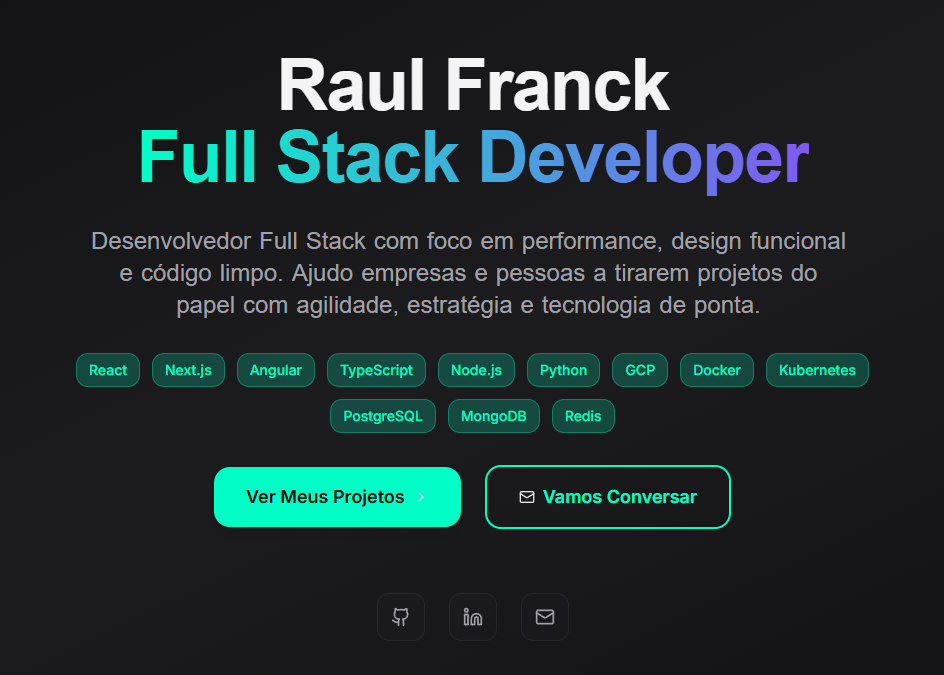 Raul Franck
Full Stack Developer
Desenvolvedor Full Stack com foco em performance, design funcional
e código limpo. Ajudo empresas e pessoas a tirarem projetos do
papel com agilidade, estratégia e tecnologia de ponta.
React Next.js Angular TypeScript Node.js Python GCP Docker Kubernetes
PostgreSQL MongoDB Redis
Ver Meus Projetos Vamos Conversar